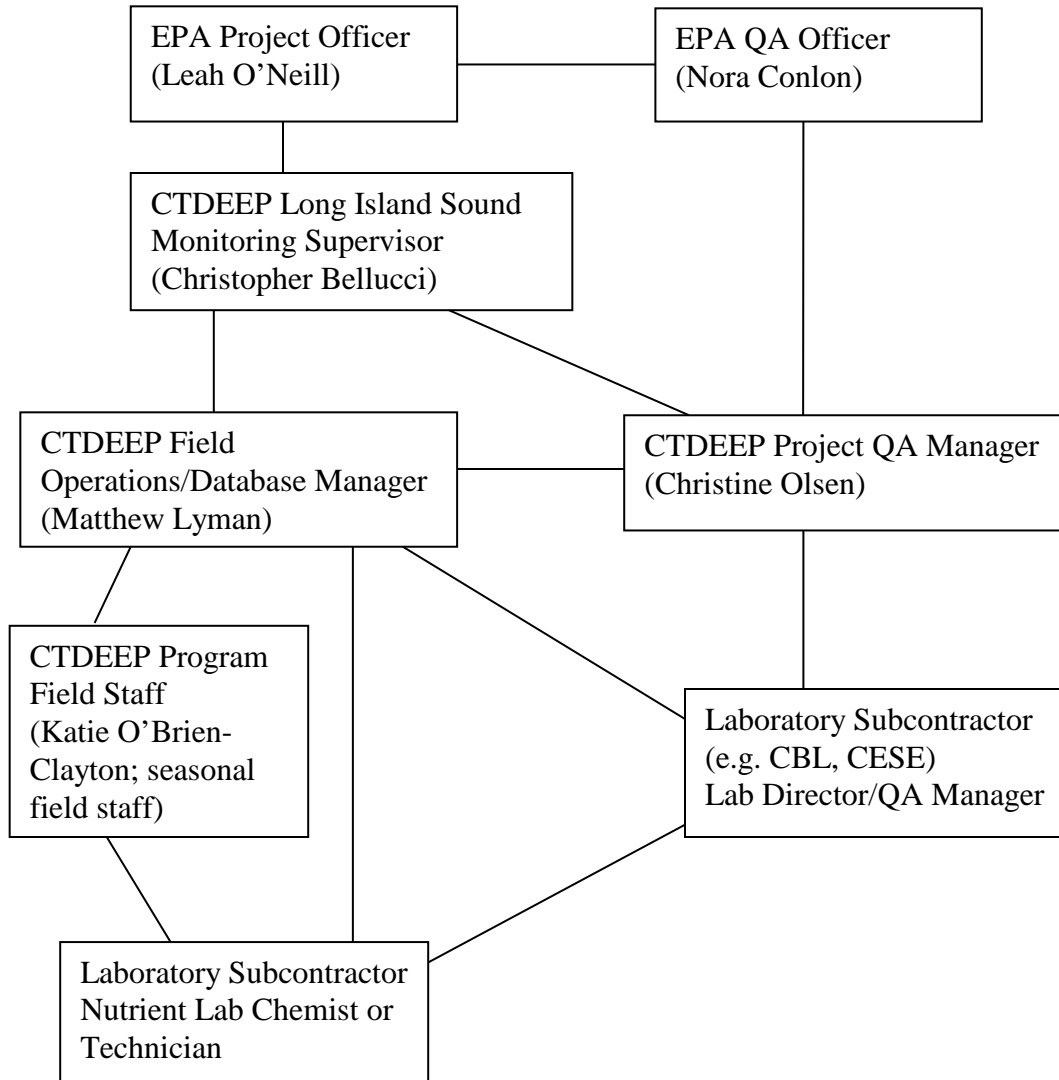 EPA Project Officer
(Leah O’Neill)
EPA QA Officer
(Nora Conlon)
CTDEEP Long Island Sound
Monitoring Supervisor
(Christopher Bellucci)
CTDEEP Field
Operations/Database Manager
(Matthew Lyman)
CTDEEP Project QA Manager
(Christine Olsen)
CTDEEP Program
Field Staff
(Katie O’Brien-
Clayton; seasonal
field staff)
Laboratory Subcontractor
(e.g. CBL, CESE)
Lab Director/QA Manager
Laboratory Subcontractor
Nutrient Lab Chemist or
Technician